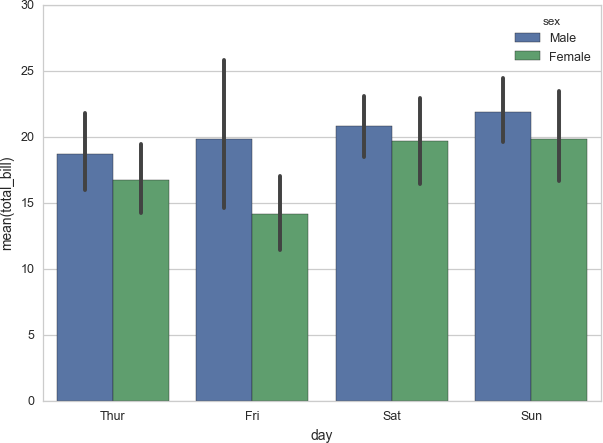 30
25
20
15
10
5
0
mean(total_bill)
sex
Male
Female
Thur Fri Sat Sun
day